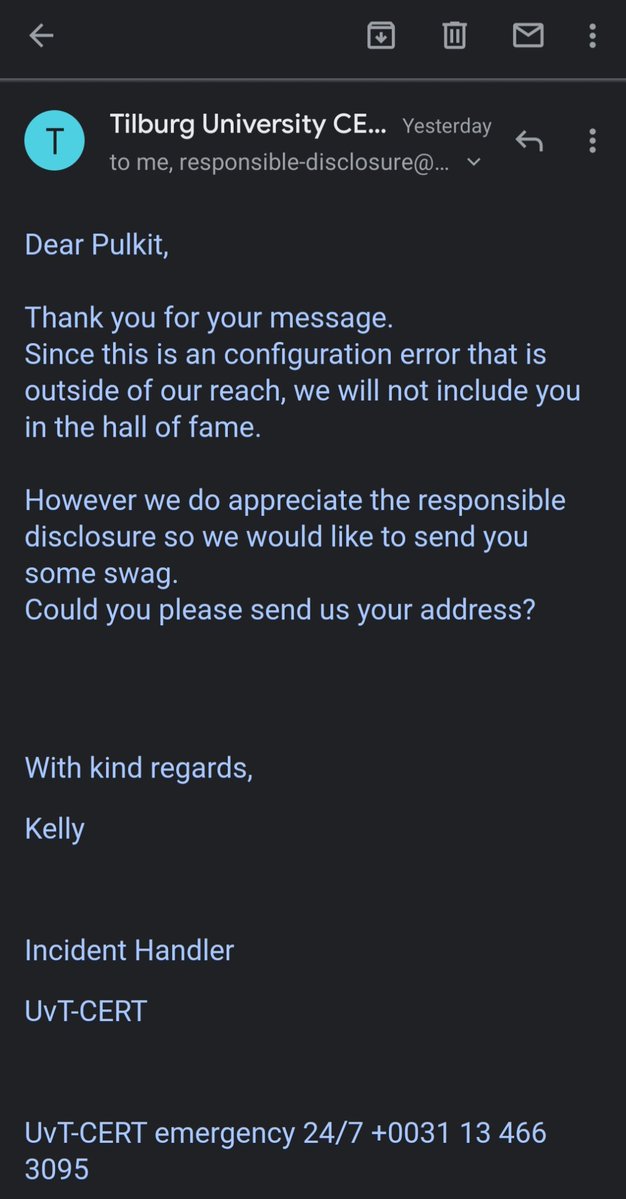 T
Tilburg University CE... Yesterday
to me, responsible-disclosure@...
Dear Pulkit,
Thank you for your message.
Since this is an configuration error that is
outside of our reach, we will not include you
in the hall of fame.
However we do appreciate the responsible
disclosure so we would like to send you
some swag.
Could you please send us your address?
With kind regards,
Kelly
Incident Handler
UvT-CERT
UvT-CERT emergency 24/7 +0031 13 466
3095